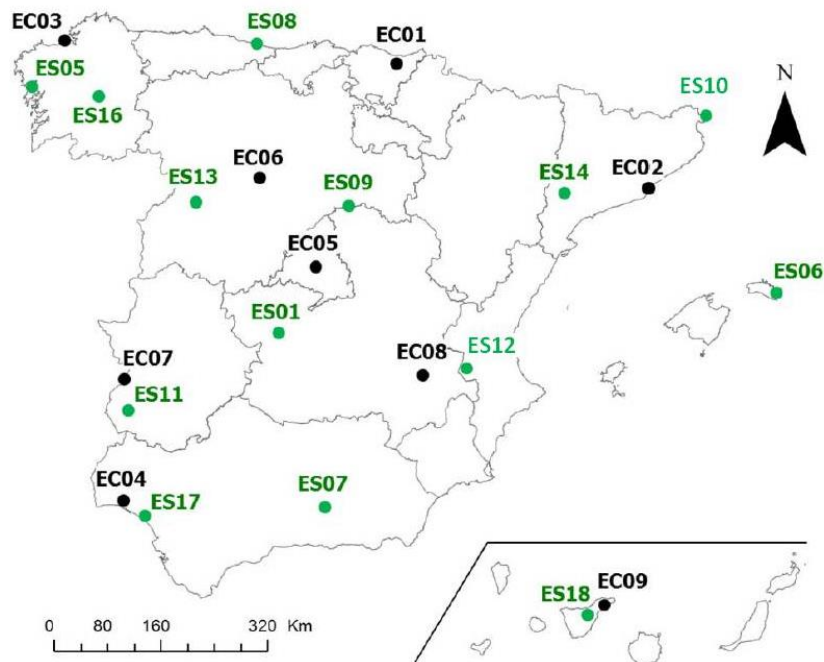 EC03
ES08
EC01
ES05
ES16
ES10
N
EC06
ES13
ES09
ES14
EC02
EC05
ES06
ES01
EC07
EC08
ES12
ES11
EC04
ES17
ES07
ES18
EC09
0 80 160 320 Km